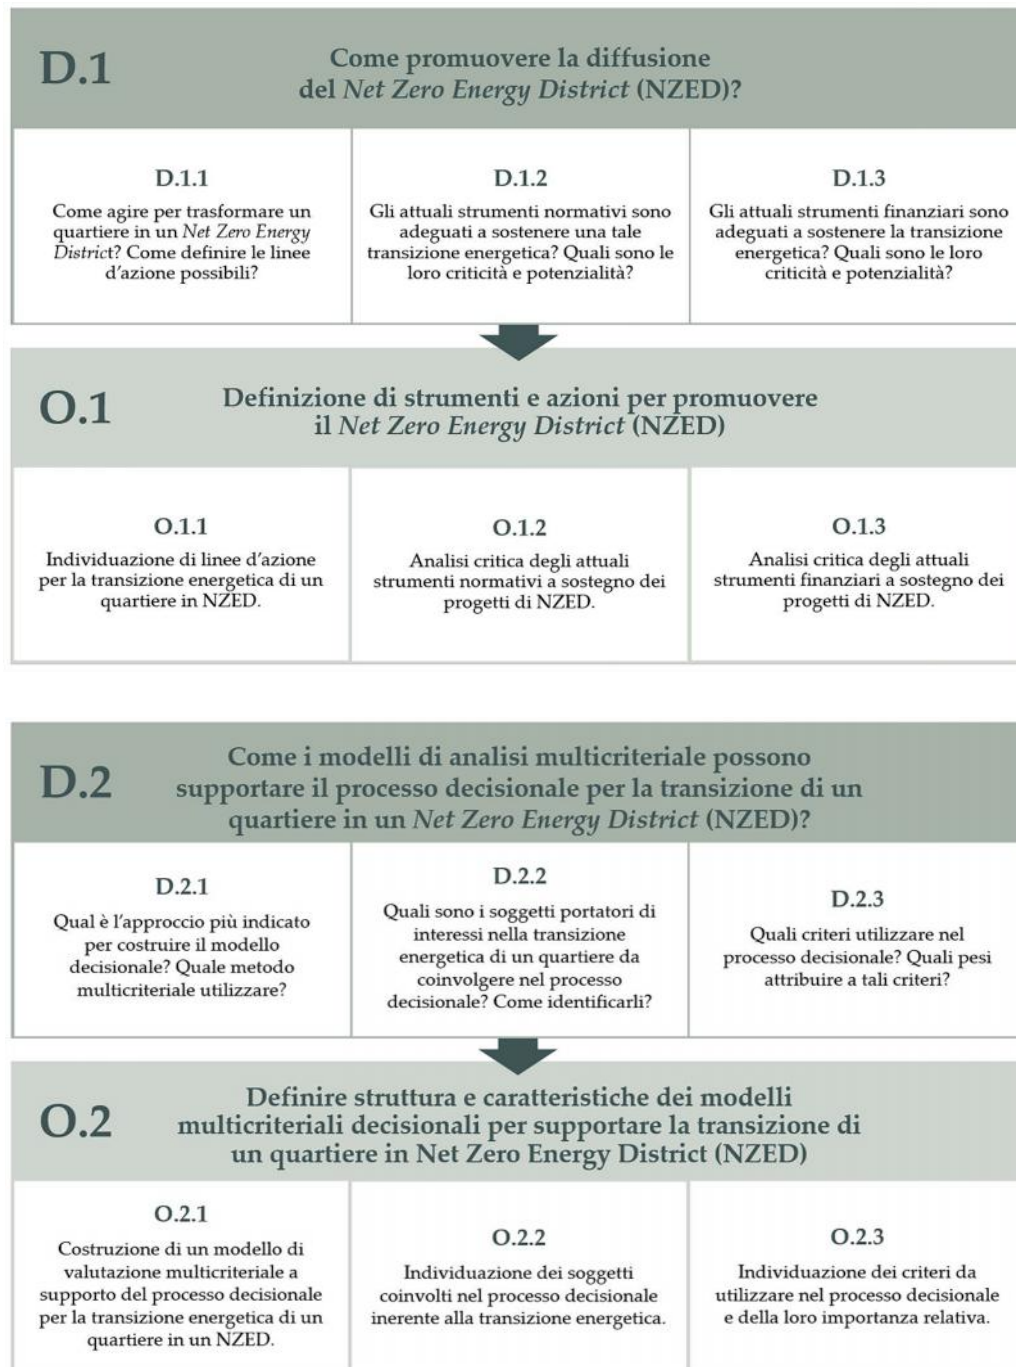 D.1
Come promuovere la diffusione
del Net Zero Energy District (NZED)?
D.1.1
Come agire per trasformare un
quartiere in un Net Zero Energy
District? Come definire le linee
d'azione possibili?
D.1.2
Gli attuali strumenti normativi sono
adeguati a sostenere una tale
transizione energetica? Quali sono le
loro criticità e potenzialità?
D.1.3
Gli attuali strumenti finanziari sono
adeguati a sostenere la transizione
energetica? Quali sono le loro
criticità e potenzialità?
O.1
Definizione di strumenti e azioni per promuovere
il Net Zero Energy District (NZED)
O.1.1
Individuazione di linee d'azione
per la transizione energetica di un
quartiere in NZED.
O.1.2
Analisi critica degli attuali
strumenti normativi a sostegno dei
progetti di NZED.
O.1.3
Analisi critica degli attuali
strumenti finanziari a sostegno dei
progetti di NZED.
D.2
Come i modelli di analisi multicriteriale possono
supportare il processo decisionale per la transizione di un
quartiere in un Net Zero Energy District (NZED)?
D.2.1
Qual è l'approccio più indicato
per costruire il modello
decisionale? Quale metodo
multicriteriale utilizzare?
D.2.2
Quali sono i soggetti portatori di
interessi nella transizione
energetica di un quartiere da
coinvolgere nel processo
decisionale? Come identificarli?
D.2.3
Quali criteri utilizzare nel
processo decisionale? Quali pesi
attribuire a tali criteri?
O.2
Definire struttura e caratteristiche dei modelli
multicriteriali decisionali per supportare la transizione di
un quartiere in Net Zero Energy District (NZED)
O.2.1
Costruzione di un modello di
valutazione multicriteriale a
supporto del processo decisionale
per la transizione energetica di un
quartiere in un NZED.
O.2.2
Individuazione dei soggetti
coinvolti nel processo decisionale
inerente alla transizione energetica.
O.2.3
Individuazione dei criteri da
utilizzare nel processo decisionale
e della loro importanza relativa.